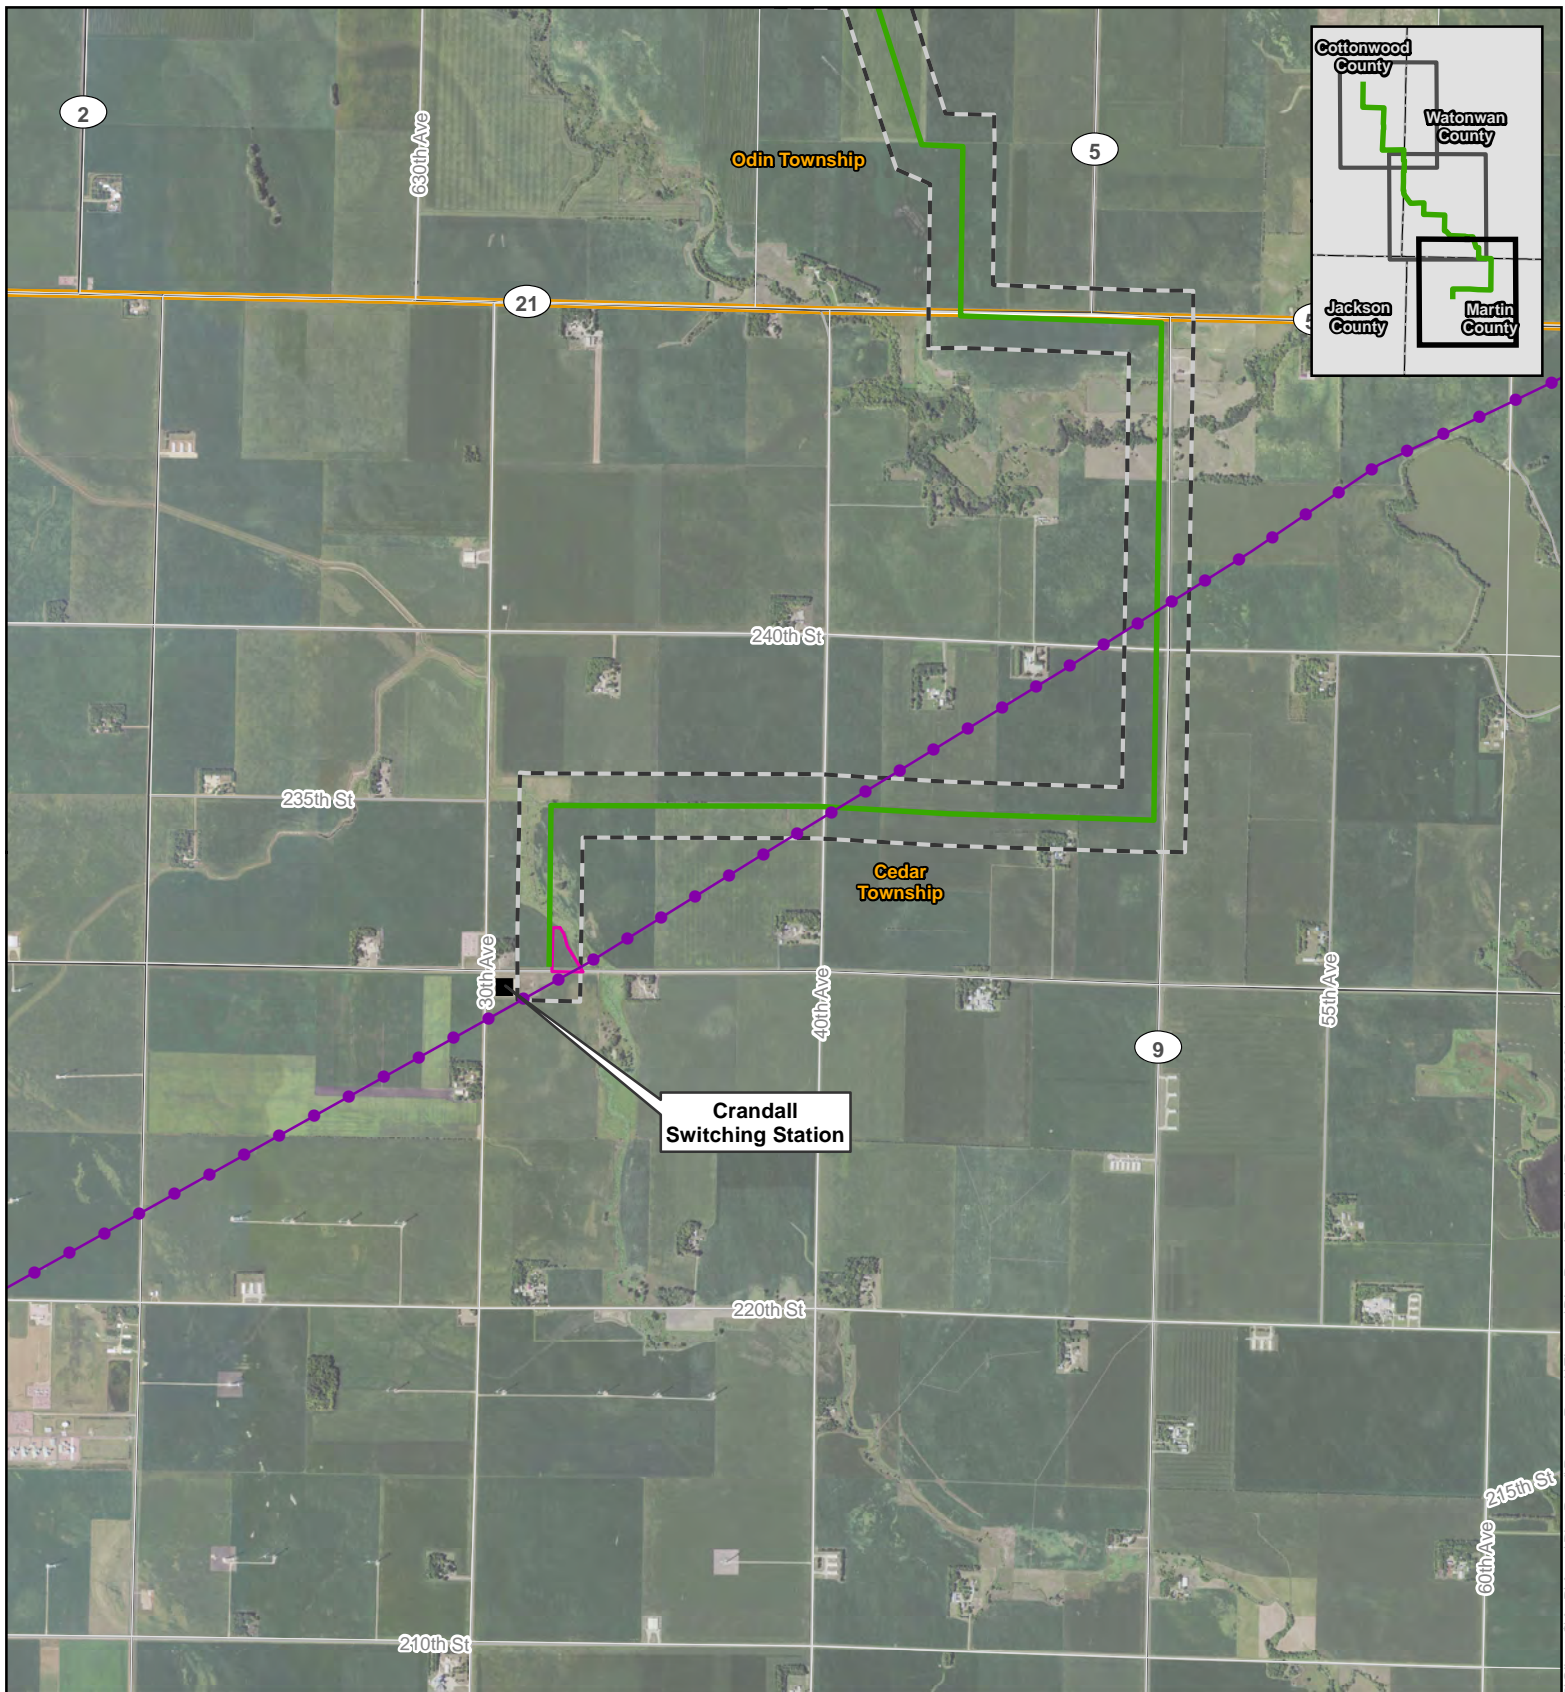 Cottonwood
County
Watonwan
County
Jackson
County
Martin
County
2
630th Ave
Odin Township
5
21
5
240th St
235th St
Cedar
Township
30th Ave
40th Ave
55th Ave
9
Crandall
Switching Station
220th St
215th St
60th Ave
210th St